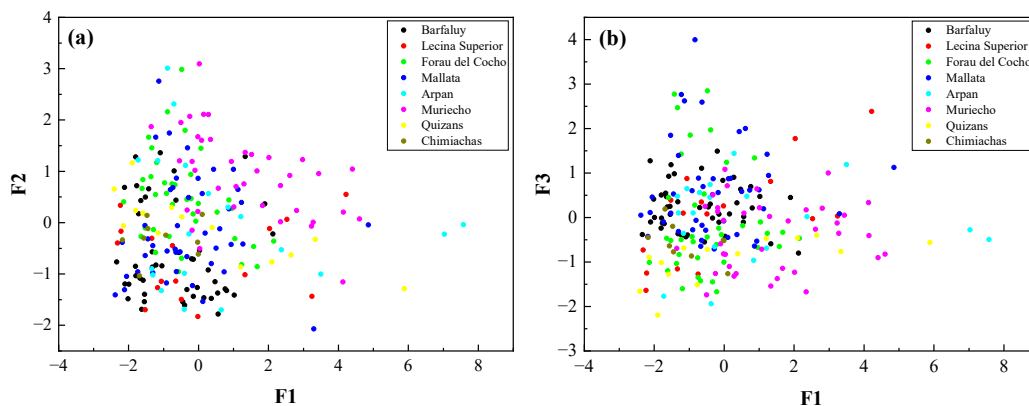 (a)
Barfaluy
Lecina Superior
Forau del Cocho
Mallata
Arpan
Muriecho
Quizans
Chimiachas
4
3
2
1
0
−1
−2
F2
−4 −2 0 2 4 6 8
F1
(b)
Barfaluy
Lecina Superior
Forau del Cocho
Mallata
Arpan
Muriecho
Quizans
Chimiachas
4
3
2
1
0
−1
−2
−3
F3
−4 −2 0 2 4 6 8
F1